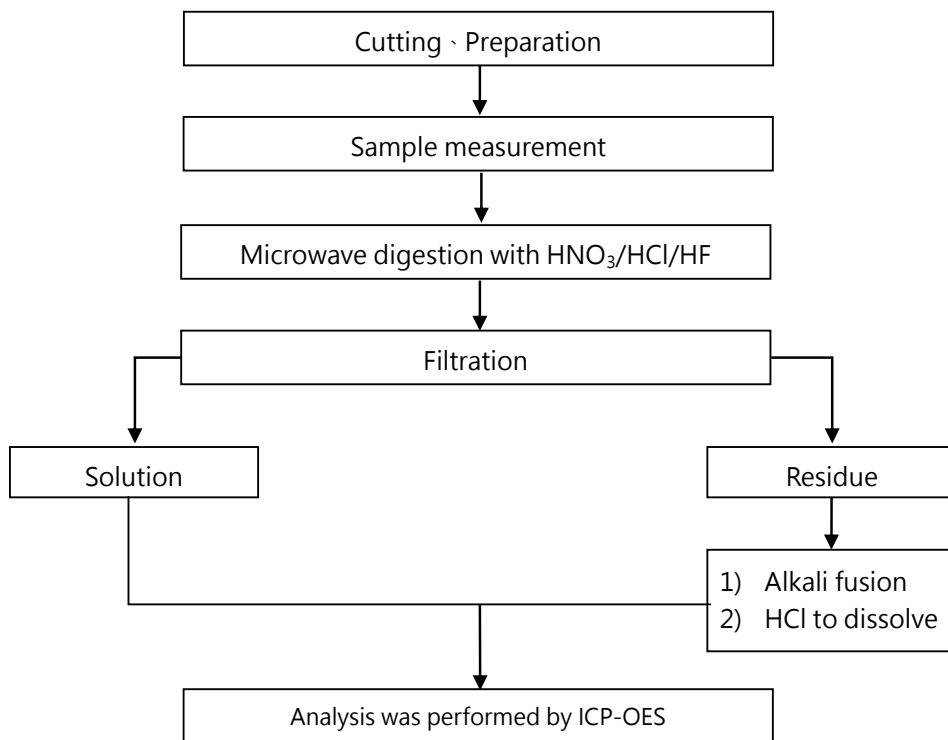 Cutting、Preparation
Sample measurement
Microwave digestion with HNO₃/HCl/HF
Filtration
Solution
Residue
1) Alkali fusion
2) HCl to dissolve
Analysis was performed by ICP-OES